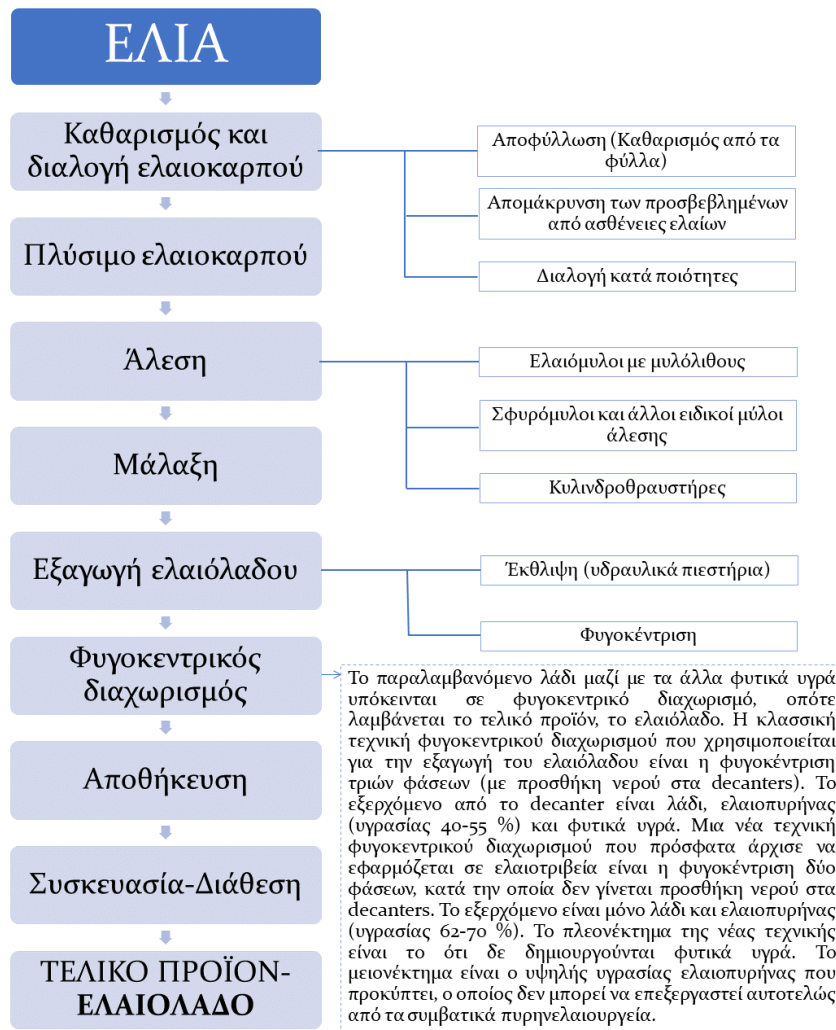 ΕΛΙΑ
Καθαρισμός και
διαλογή ελαιοκαρπού
Αποφύλλωση (Καθαρισμός από τα
φύλλα)
Απομάκρυνση των προσβεβλημένων
από ασθένειες ελαίων
Διαλογή κατά ποιότητες
Πλύσιμο ελαιοκαρπού
Άλεση
Ελαιόμυλοι με μυλόλιθους
Σφυρόμυλοι και άλλοι ειδικοί μύλοι
άλεσης
Κυλινδροθραυστήρες
Μάλαξη
Εξαγωγή ελαιόλαδου
Έκθλιψη (υδραυλικά πιεστήρια)
Φυγοκέντριση
Φυγοκεντρικός
διαχωρισμός
Το παραλαμβανόμενο λάδι μαζί με τα άλλα φυτικά υγρά
υπόκεινται σε φυγοκεντρικό διαχωρισμό, οπότε
λαμβάνεται το τελικό προϊόν, το ελαιόλαδο. Η κλασσική
τεχνική φυγοκεντρικού διαχωρισμού που χρησιμοποιείται
για την εξαγωγή του ελαιόλαδου είναι η φυγοκέντριση
τριών φάσεων (με προσθήκη νερού στα decanters). Το
εξερχόμενο από το decanter είναι λάδι, ελαιοπυρήνας
(υγρασίας 40-55 %) και φυτικά υγρά. Μια νέα τεχνική
φυγοκεντρικού διαχωρισμού που πρόσφατα άρχισε να
εφαρμόζεται σε ελαιοτριβεία είναι η φυγοκέντριση δύο
φάσεων, κατά την οποία δεν γίνεται προσθήκη νερού στα
decanters. Το εξερχόμενο είναι μόνο λάδι και ελαιοπυρήνας
(υγρασίας 62-70 %). Το πλεονέκτημα της νέας τεχνικής
είναι το ότι δε δημιουργούνται φυτικά υγρά. Το
μειονέκτημα είναι ο υψηλής υγρασίας ελαιοπυρήνας που
προκύπτει, ο οποίος δεν μπορεί να επεξεργαστεί αυτοτελώς
από τα συμβατικά πυρηνελαιουργεία.
Αποθήκευση
Συσκευασία-Διάθεση
ΤΕΛΙΚΟ ΠΡΟΪΟΝ-
ΕΛΑΙΟΛΑΔΟ